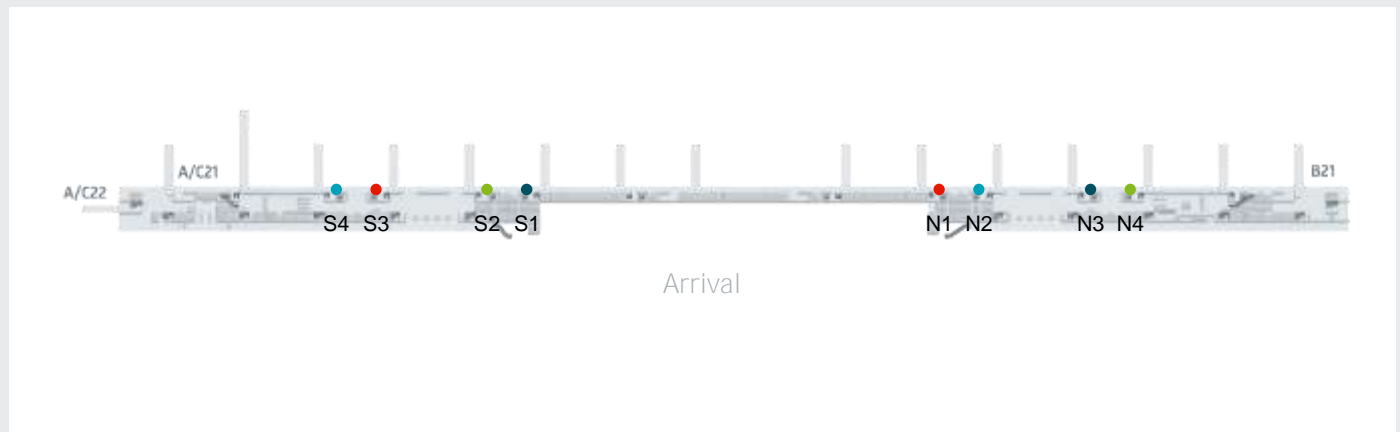 A/C21
B21
A/C22
S4 S3 S2 S1 N1 N2 N3 N4
Arrival